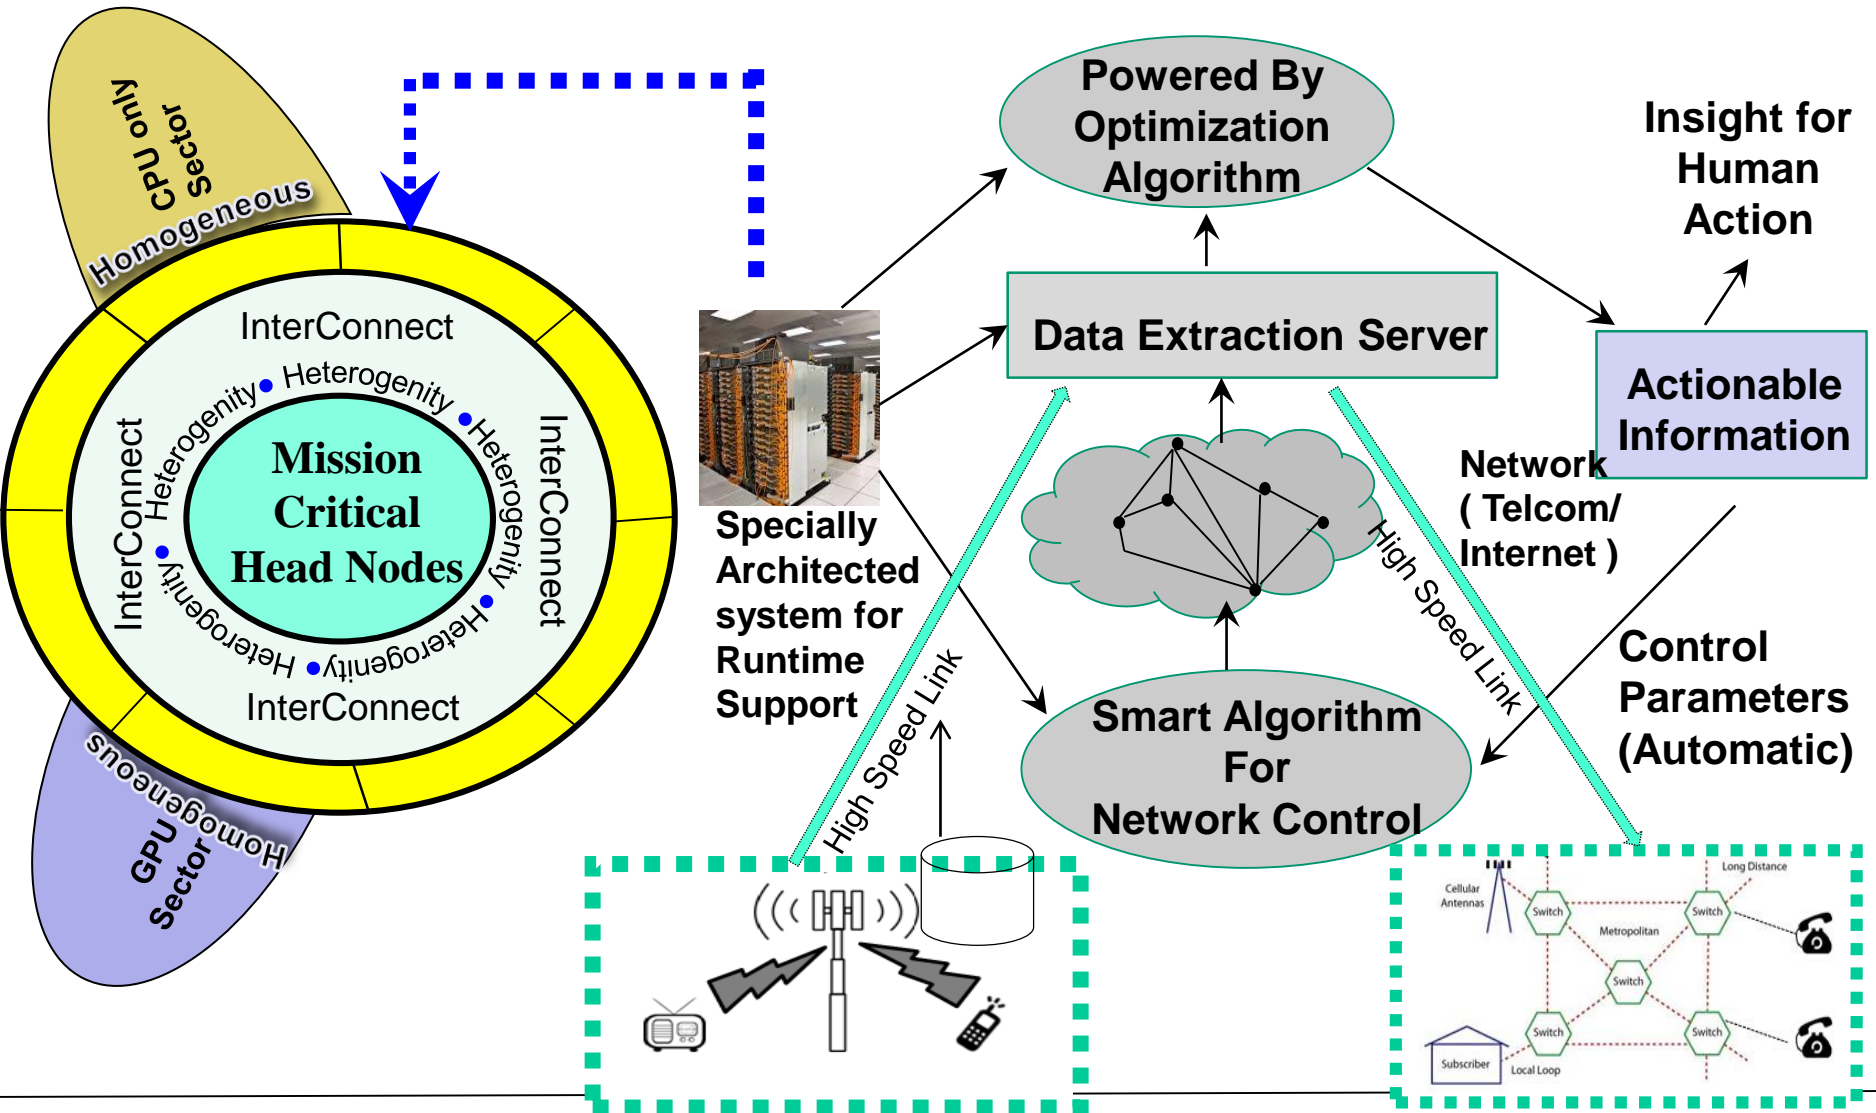 CPU only
Sector
Homogeneous
InterConnect
InterConnect
InterConnect
InterConnect
Heterogenity
Heterogenity
Heterogenity
Heterogenity
Heterogenity
Mission
Critical
Head Nodes
Homogeneous
GPU
Sector
Powered By
Optimization
Algorithm
Insight for
Human
Action
Data Extraction Server
Actionable
Information
Network
( Telcom/
Internet )
Specially
Architected
system for
Runtime
Support
High Speed Link
High Speed Link
Smart Algorithm
For
Network Control
Control
Parameters
(Automatic)
Long Distance
Cellular
Antennas
Switch
Switch
Metropolitan
Switch
Switch
Switch
Subscriber
Local Loop